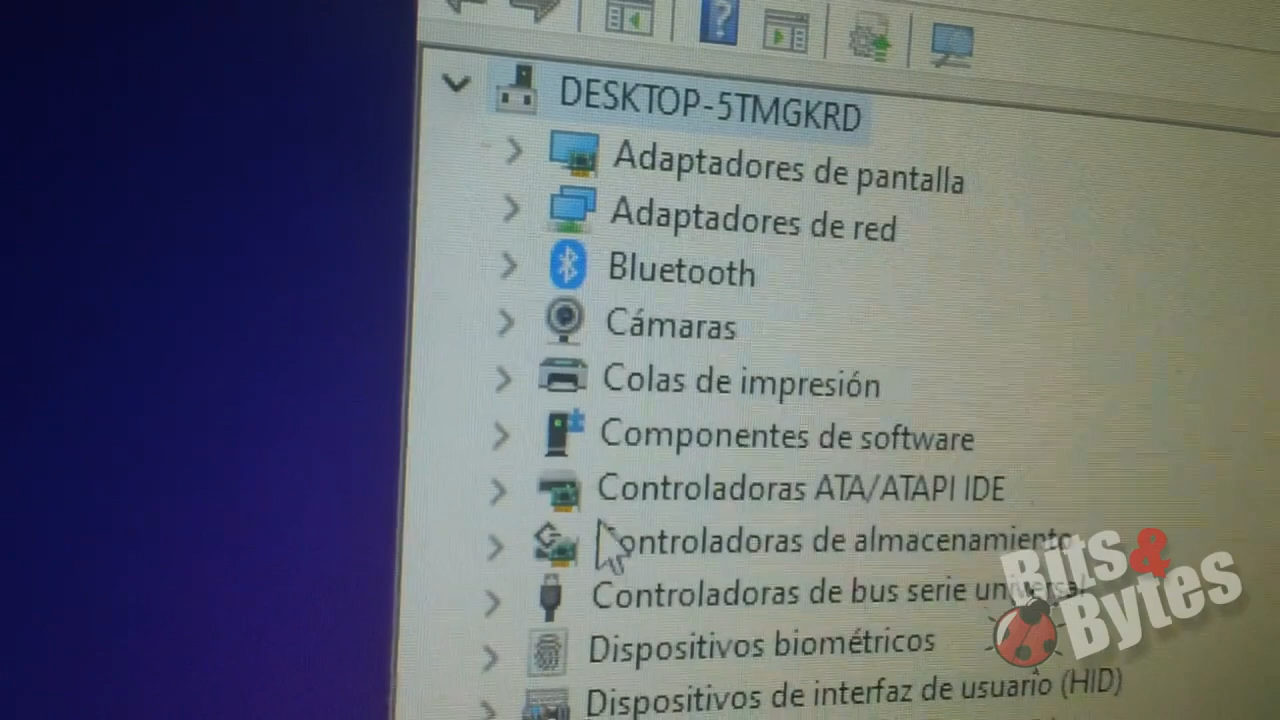 DESKTOP-5TMGKRD
Adaptadores de pantalla
Adaptadores de red
Bluetooth
Cámaras
Colas de impresión
Componentes de software
Controladoras ATA/ATAPI IDE
Controladoras de almacenamiento
Controladoras de bus serie universal
Dispositivos biométricos
Dispositivos de interfaz de usuario (HID)
Bits &
Bytes